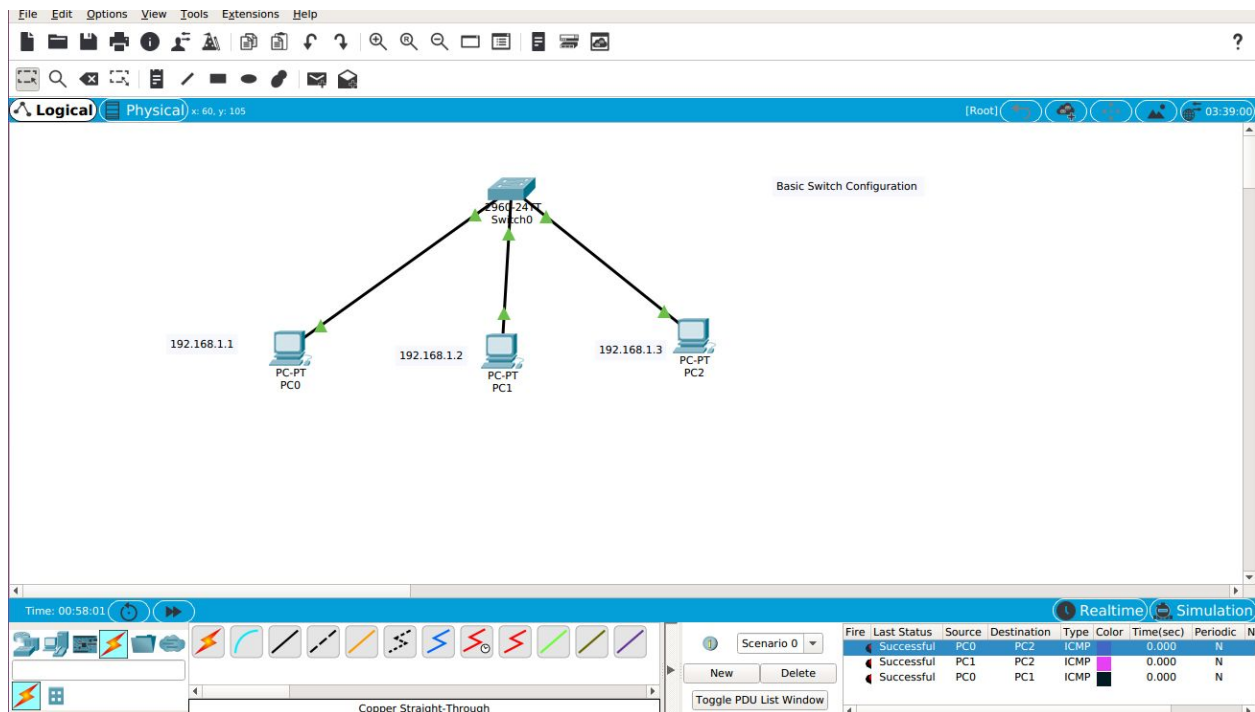 File Edit Options View Tools Extensions Help
?
Logical Physical x: 60, y: 105 [Root] 03:39:00
Basic Switch Configuration
2960-24TT
Switch0
192.168.1.1
192.168.1.2
192.168.1.3
PC-PT
PC0
PC-PT
PC1
PC-PT
PC2
Time: 00:58:01 Realtime Simulation
Scenario 0
New Delete
Toggle PDU List Window
Fire Last Status Source Destination Type Color Time(sec) Periodic N
Successful PC0 PC2 ICMP 0.000 N
Successful PC1 PC2 ICMP 0.000 N
Successful PC0 PC1 ICMP 0.000 N
Copper Straight-Through